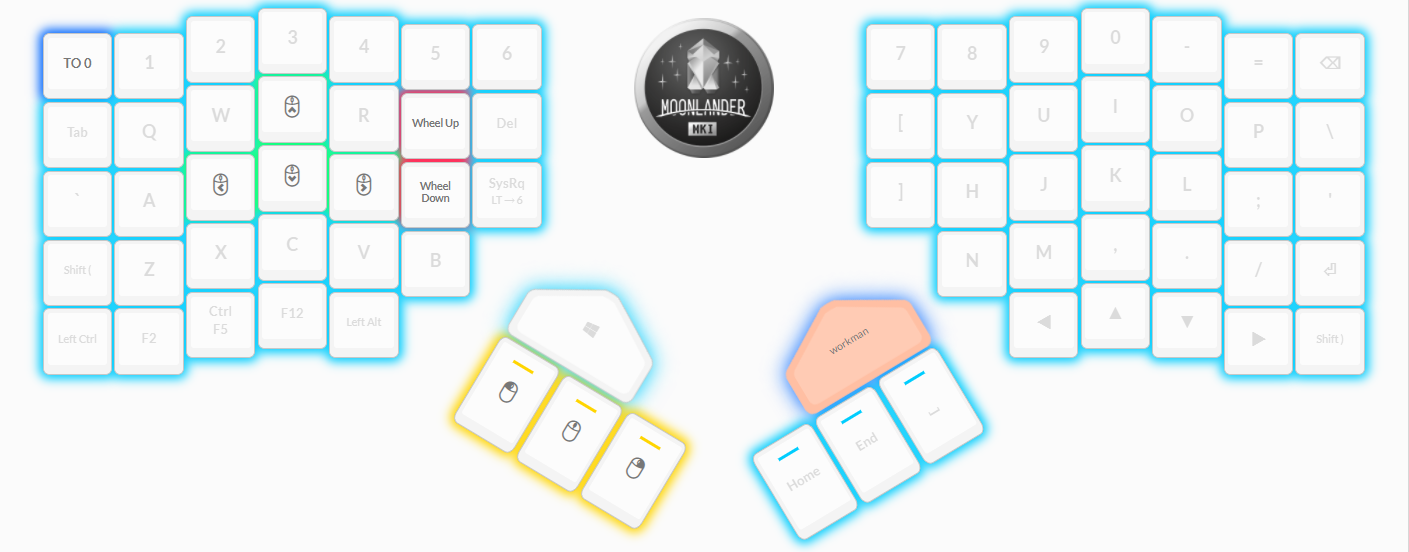 TO 0
1
2
3
4
5
6
Tab
Q
W
R
Wheel Up
Del
`
A
Wheel
Down
SysRq
LT → 6
Shift (
Z
X
C
V
B
Left Ctrl
F2
Ctrl
F5
F12
Left Alt
MOONLANDER
MKI
7
8
9
0
-
=
[
Y
U
I
O
P
\
]
H
J
K
L
;
'
N
M
,
.
/
Shift )
workman
Home
End